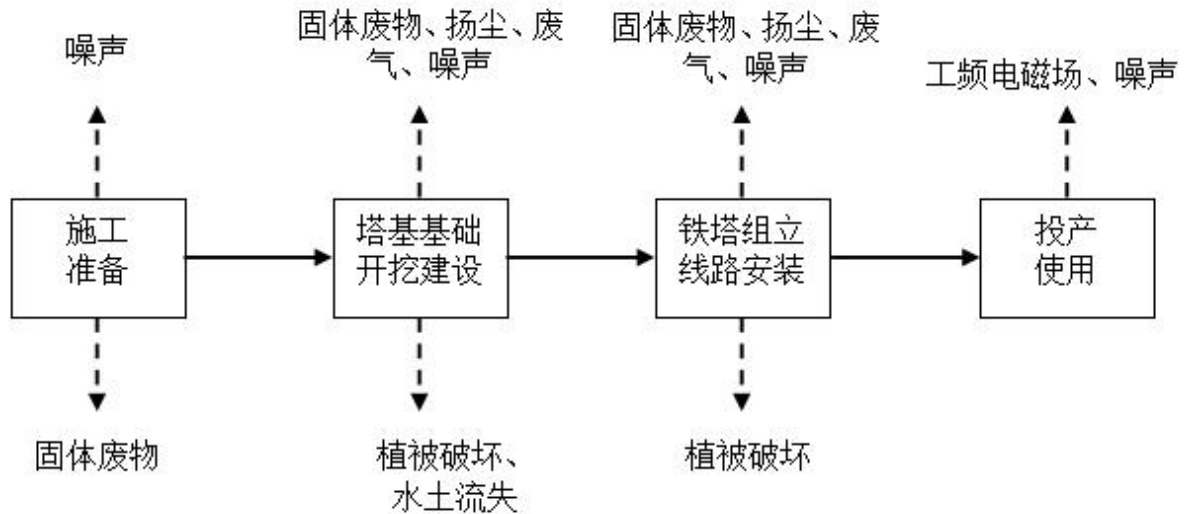 噪声
固体废物、扬尘、废
气、噪声
固体废物、扬尘、废
气、噪声
工频电磁场、噪声
施工
准备
塔基基础
开挖建设
铁塔组立
线路安装
投产
使用
固体废物
植被破坏、
水土流失
植被破坏